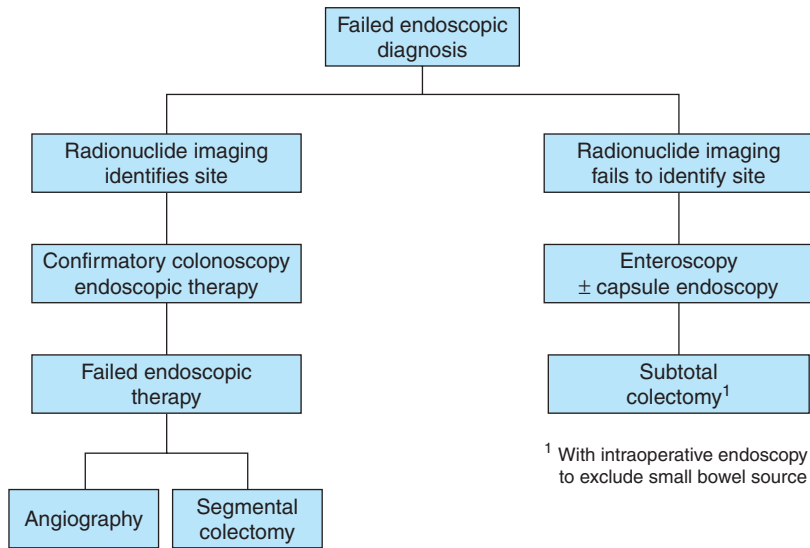 Failed endoscopic
diagnosis
Radionuclide imaging
identifies site
Radionuclide imaging
fails to identify site
Confirmatory colonoscopy
endoscopic therapy
Enteroscopy
± capsule endoscopy
Failed endoscopic
therapy
Subtotal
colectomy1
1 With intraoperative endoscopy
to exclude small bowel source
Angiography
Segmental
colectomy